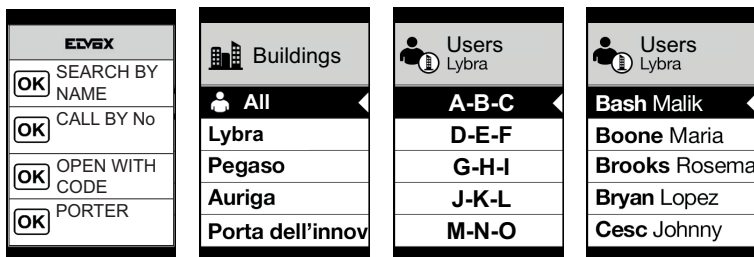 ELVOX
OK SEARCH BY
NAME
OK CALL BY No
OK OPEN WITH
CODE
OK PORTER
Buildings
All
Lybra
Pegaso
Auriga
Porta dell'innov
Users
Lybra
A-B-C
D-E-F
G-H-I
J-K-L
M-N-O
Users
Lybra
Bash Malik
Boone Maria
Brooks Rosema
Bryan Lopez
Cesc Johnny